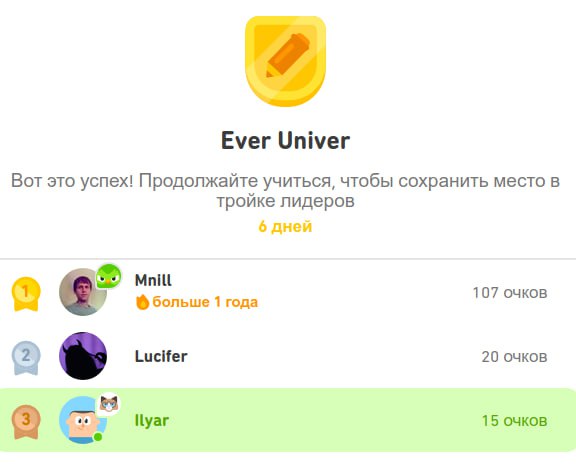 Ever Univer
Вот это успех! Продолжайте учиться, чтобы сохранить место в
тройке лидеров
6 дней
1
Mnill
больше 1 года
107 очков
2
Lucifer
20 очков
3
Ilyar
15 очков